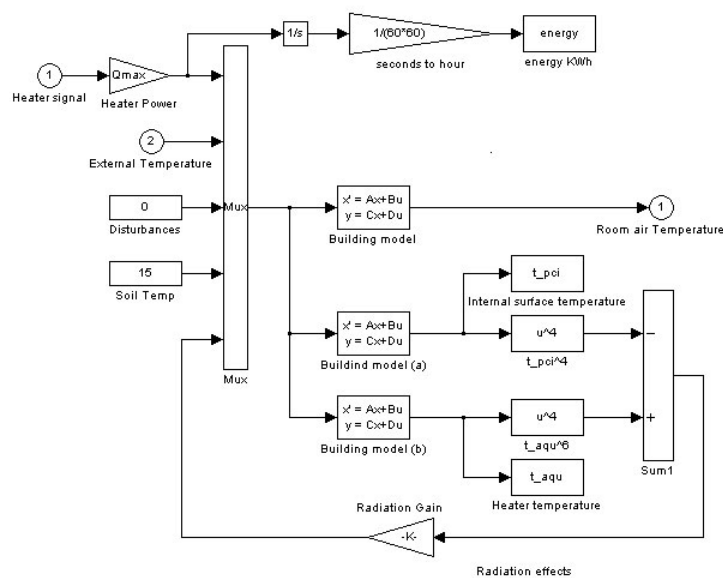 1/s
1/(60*60)
energy
seconds to hour
energy KWh
1
Qmax
Heater signal
Heater Power
2
External Temperature
0
Mux
x' = Ax+Bu
y = Cx+Du
1
Disturbances
Building model
Room air Temperature
15
Soil Temp
t_pci
Internal surface temperature
x' = Ax+Bu
y = Cx+Du
u^4
−
Buildind model (a)
t_pci^4
Mux
x' = Ax+Bu
y = Cx+Du
u^4
+
Building model (b)
t_aqu^6
Sum1
t_aqu
Heater temperature
Radiation Gain
-K-
Radiation effects